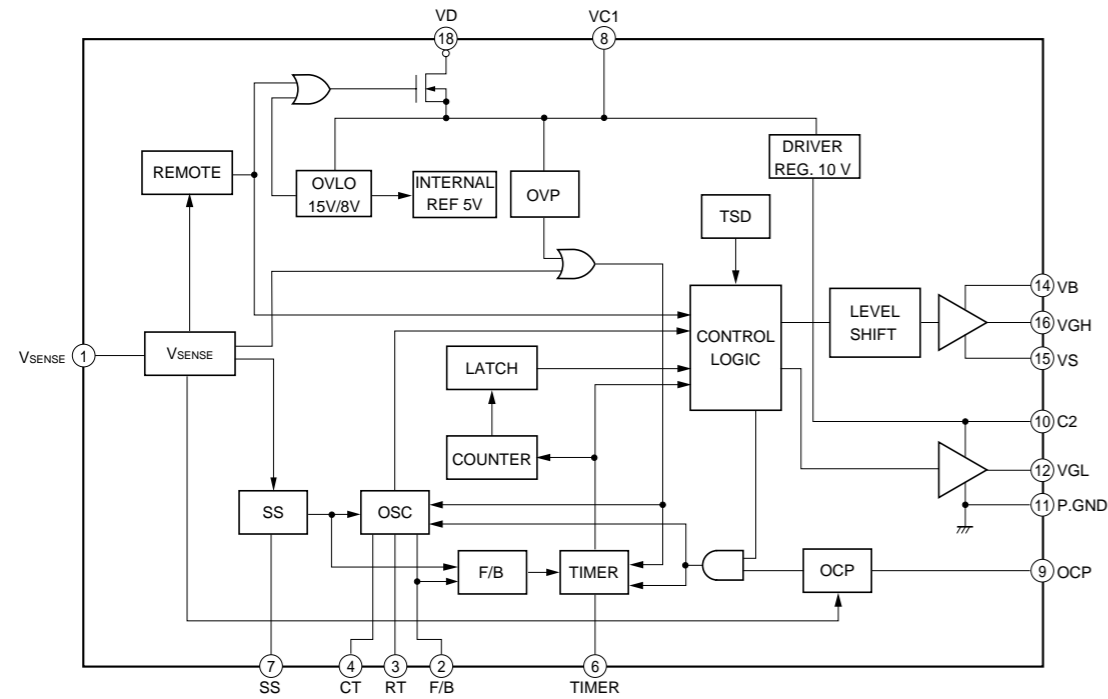 VD
VC1
18
8
DRIVER
REG. 10 V
REMOTE
OVLO
15V/8V
INTERNAL
REF 5V
OVP
TSD
14 VB
CONTROL
LOGIC
LEVEL
SHIFT
16 VGH
VSENSE 1
VSENSE
15 VS
LATCH
10 C2
COUNTER
12 VGL
SS
OSC
11 P.GND
F/B
TIMER
OCP
9 OCP
7
4
3
2
6
SS
CT
RT
F/B
TIMER